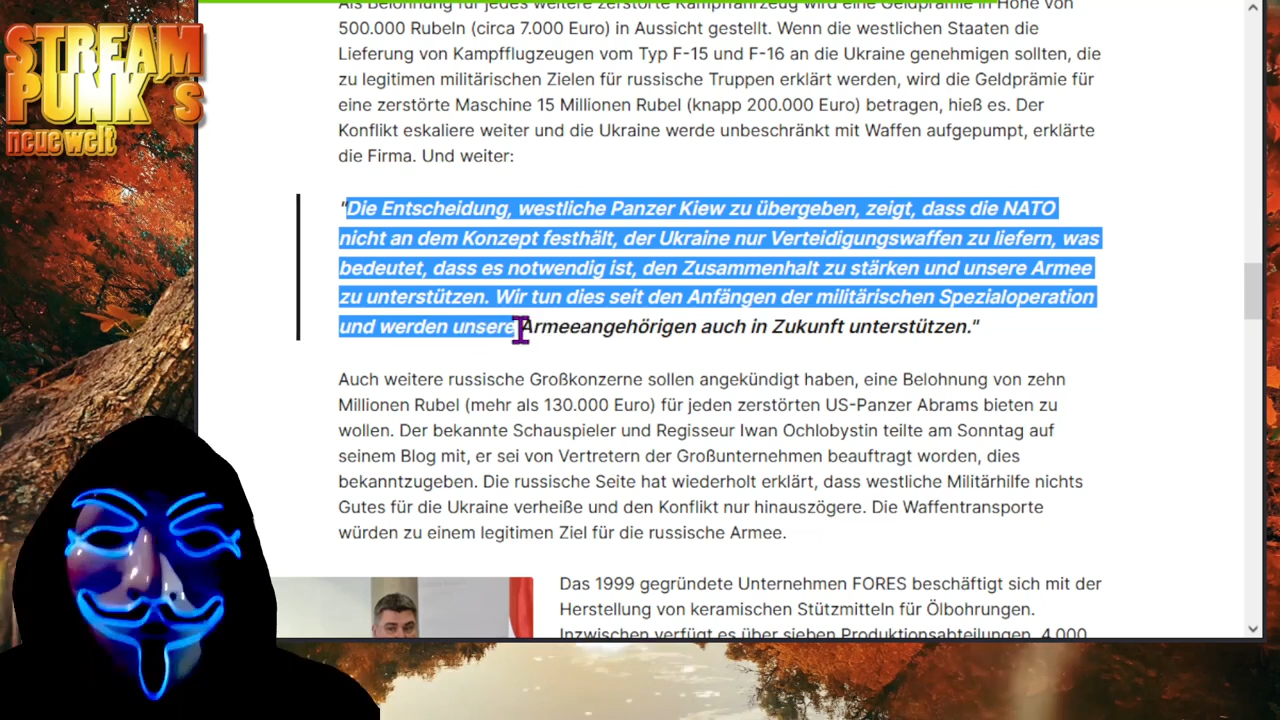 STREAM
PUNK´s
neue welt
Als Belohnung für jedes weitere zerstörte Kampffahrzeug wird eine Geldprämie in Höhe von
500.000 Rubeln (circa 7.000 Euro) in Aussicht gestellt. Wenn die westlichen Staaten die
Lieferung von Kampfflugzeugen vom Typ F-15 und F-16 an die Ukraine genehmigen sollten, die
zu legitimen militärischen Zielen für russische Truppen erklärt werden, wird die Geldprämie für
eine zerstörte Maschine 15 Millionen Rubel (knapp 200.000 Euro) betragen, hieß es. Der
Konflikt eskaliere weiter und die Ukraine werde unbeschränkt mit Waffen aufgepumpt, erklärte
die Firma. Und weiter:
"Die Entscheidung, westliche Panzer Kiew zu übergeben, zeigt, dass die NATO
nicht an dem Konzept festhält, der Ukraine nur Verteidigungswaffen zu liefern, was
bedeutet, dass es notwendig ist, den Zusammenhalt zu stärken und unsere Armee
zu unterstützen. Wir tun dies seit den Anfängen der militärischen Spezialoperation
und werden unsere Armeeangehörigen auch in Zukunft unterstützen."
Auch weitere russische Großkonzerne sollen angekündigt haben, eine Belohnung von zehn
Millionen Rubel (mehr als 130.000 Euro) für jeden zerstörten US-Panzer Abrams bieten zu
wollen. Der bekannte Schauspieler und Regisseur Iwan Ochlobystin teilte am Sonntag auf
seinem Blog mit, er sei von Vertretern der Großunternehmen beauftragt worden, dies
bekanntzugeben. Die russische Seite hat wiederholt erklärt, dass westliche Militärhilfe nichts
Gutes für die Ukraine verheiße und den Konflikt nur hinauszögere. Die Waffentransporte
würden zu einem legitimen Ziel für die russische Armee.
Das 1999 gegründete Unternehmen FORES beschäftigt sich mit der
Herstellung von keramischen Stützmitteln für Ölbohrungen.
Inzwischen verfügt es über sieben Produktionsabteilungen, 4.000